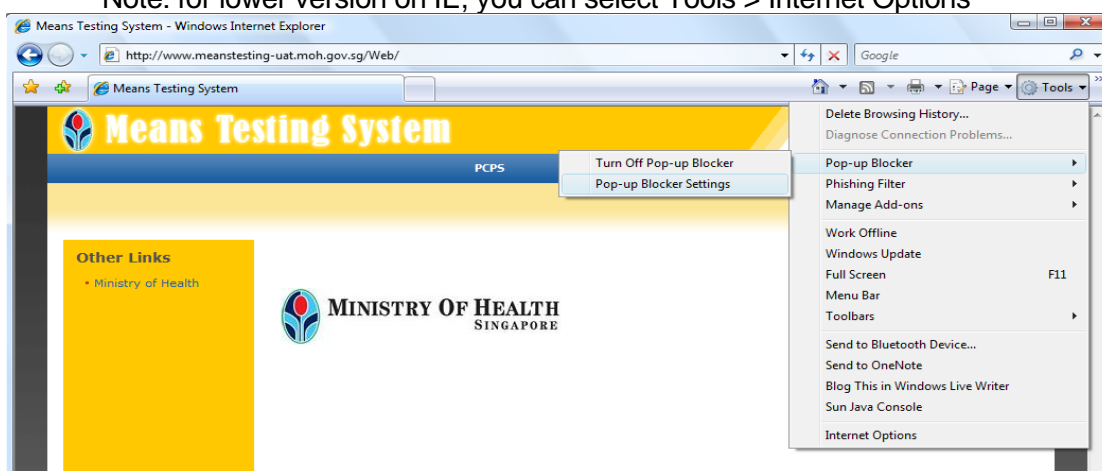 Note: for lower version on IE, you can select Tools > Internet Options
Means Testing System - Windows Internet Explorer
http://www.meanstesting-uat.moh.gov.sg/Web/
Google
Means Testing System
Page
Tools
Means Testing System
PCPS
Turn Off Pop-up Blocker
Pop-up Blocker Settings
Delete Browsing History...
Diagnose Connection Problems...
Pop-up Blocker
Phishing Filter
Manage Add-ons
Work Offline
Windows Update
Full Screen F11
Menu Bar
Toolbars
Send to Bluetooth Device...
Send to OneNote
Blog This in Windows Live Writer
Sun Java Console
Internet Options
Other Links
• Ministry of Health
MINISTRY OF HEALTH
SINGAPORE